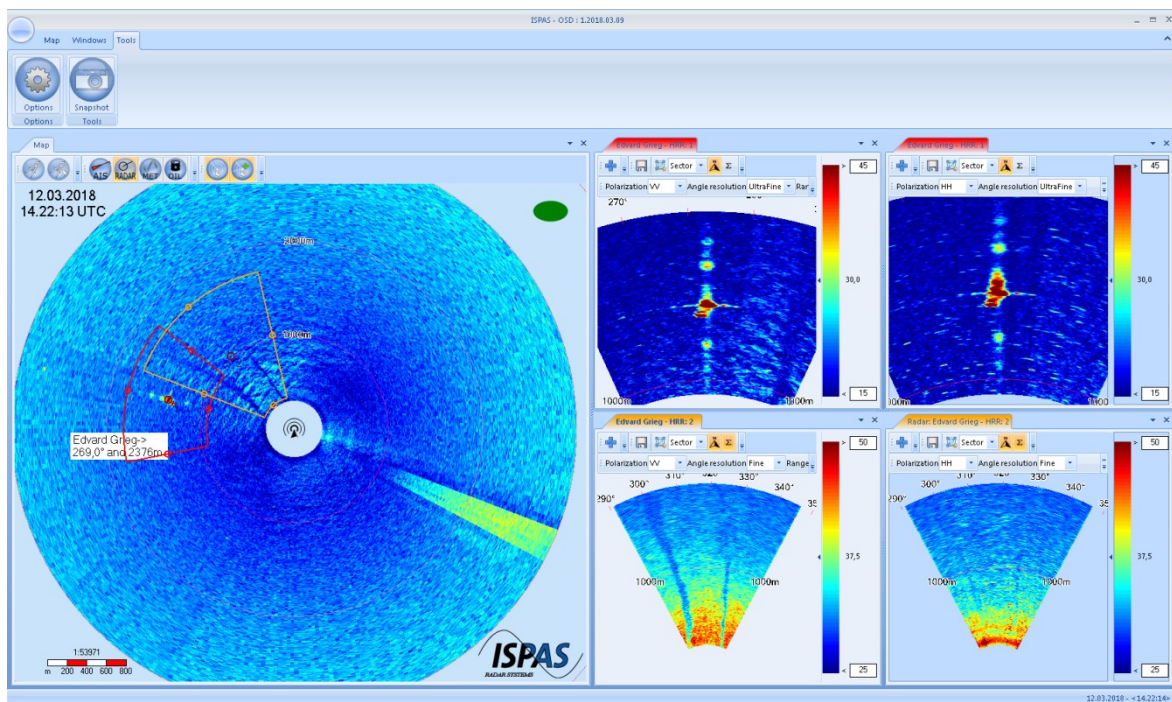 ISPAS - OSD : 1.2018.03.09
Map Windows Tools
Options Snapshot
Options Tools
Map
AIS RADAR MET OIL
12.03.2018
14.22:13 UTC
2000m
1000m
Edvard Grieg->
269,0° and 2376m
1:53971
m 200 400 600 800
ISPAS
RADAR SYSTEMS
Edvard Grieg - HRR: 1
Sector Σ
Polarization VV Angle resolution UltraFine Rar
270°
1000m
> 45
30,0
< 15
Edvard Grieg - HRR: 1
Sector Σ
Polarization HH Angle resolution UltraFine
> 45
30,0
< 15
Edvard Grieg - HRR: 2
Sector Σ
Polarization VV Angle resolution Fine Range
300° 310° 320° 330° 340°
1000m 1000m
> 50
37,5
< 25
Radar: Edvard Grieg - HRR: 2
Sector Σ
Polarization HH Angle resolution Fine
290° 300° 330° 340°
1000m 1000m
> 50
37,5
< 25
12.03.2018 - <14.22:14>